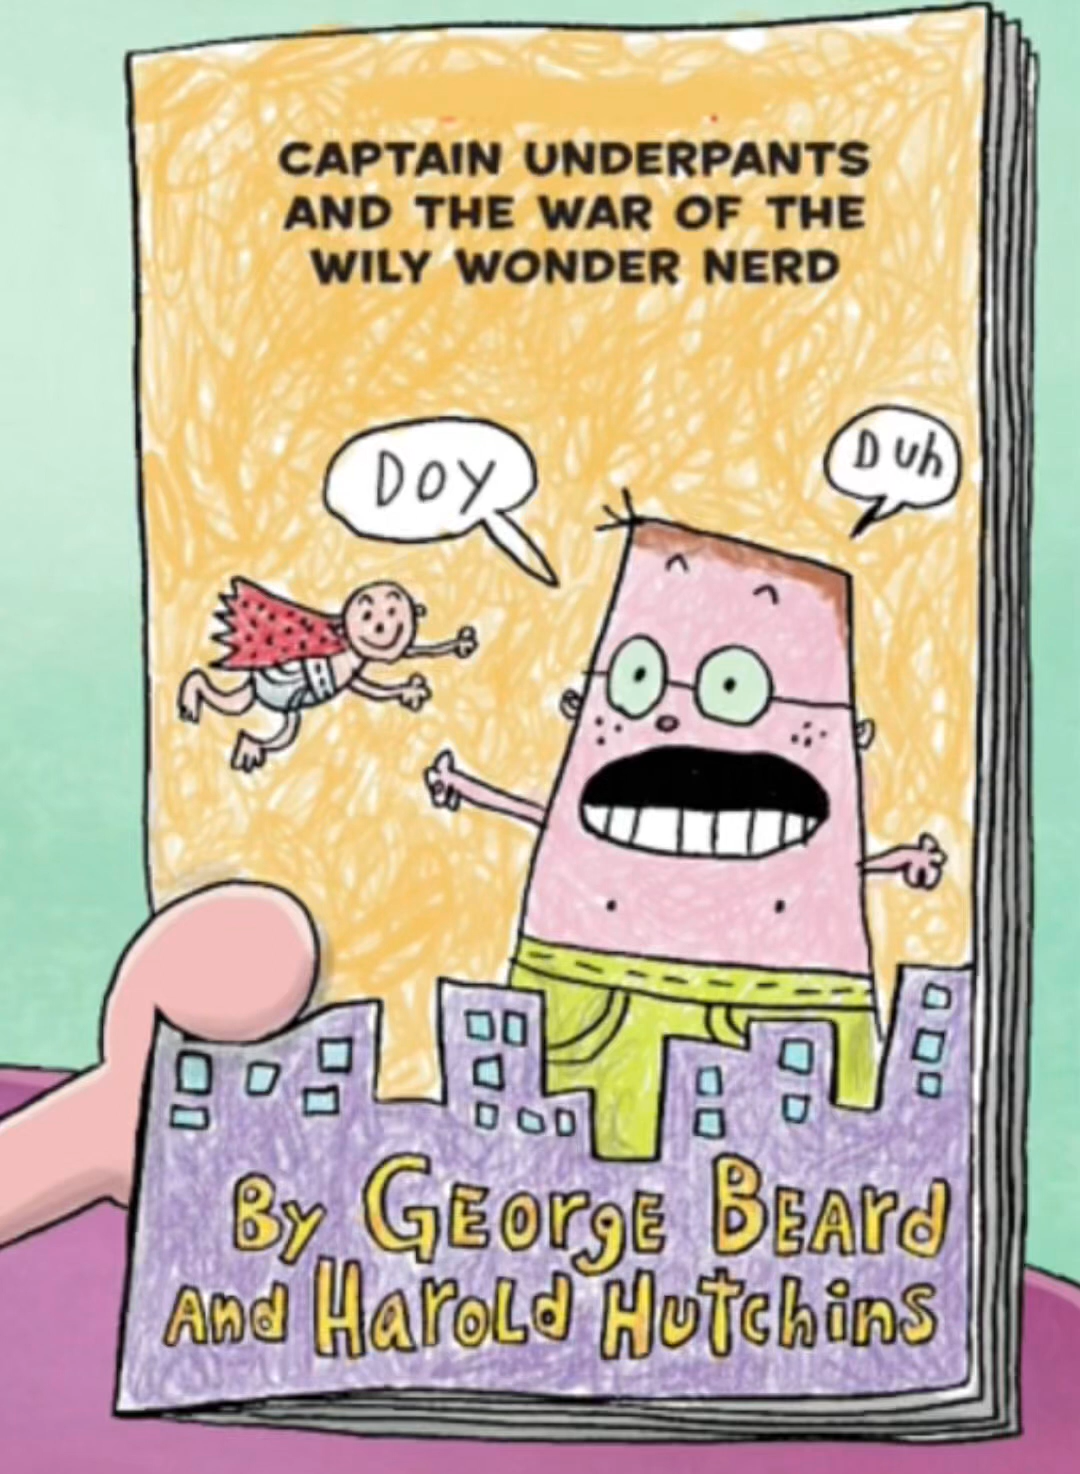 CAPTAIN UNDERPANTS
AND THE WAR OF THE
WILY WONDER NERD
DOY
Duh
By GEorgE BEArd
And HaroLd HuTchins